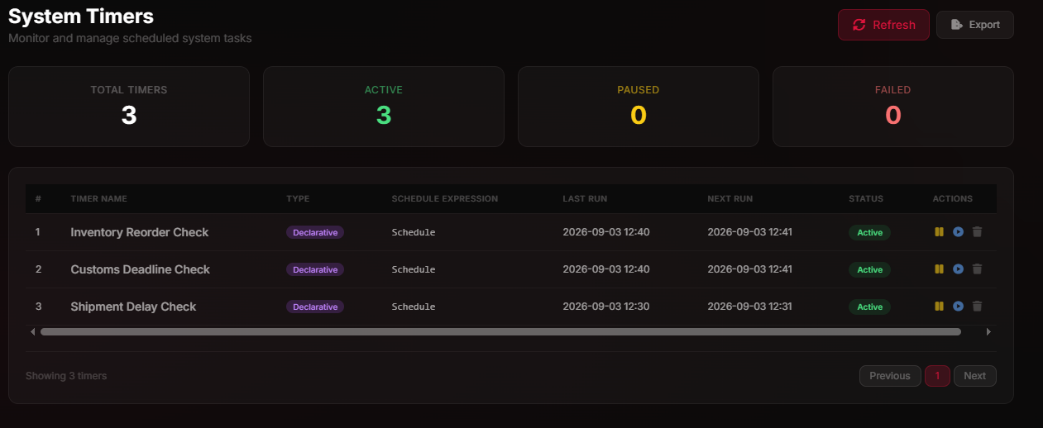 System Timers
Monitor and manage scheduled system tasks
Refresh
Export
TOTAL TIMERS
3
ACTIVE
3
PAUSED
0
FAILED
0
# TIMER NAME TYPE SCHEDULE EXPRESSION LAST RUN NEXT RUN STATUS ACTIONS
1 Inventory Reorder Check Declarative Schedule 2026-09-03 12:40 2026-09-03 12:41 Active
2 Customs Deadline Check Declarative Schedule 2026-09-03 12:40 2026-09-03 12:41 Active
3 Shipment Delay Check Declarative Schedule 2026-09-03 12:30 2026-09-03 12:31 Active
Showing 3 timers
Previous 1 Next